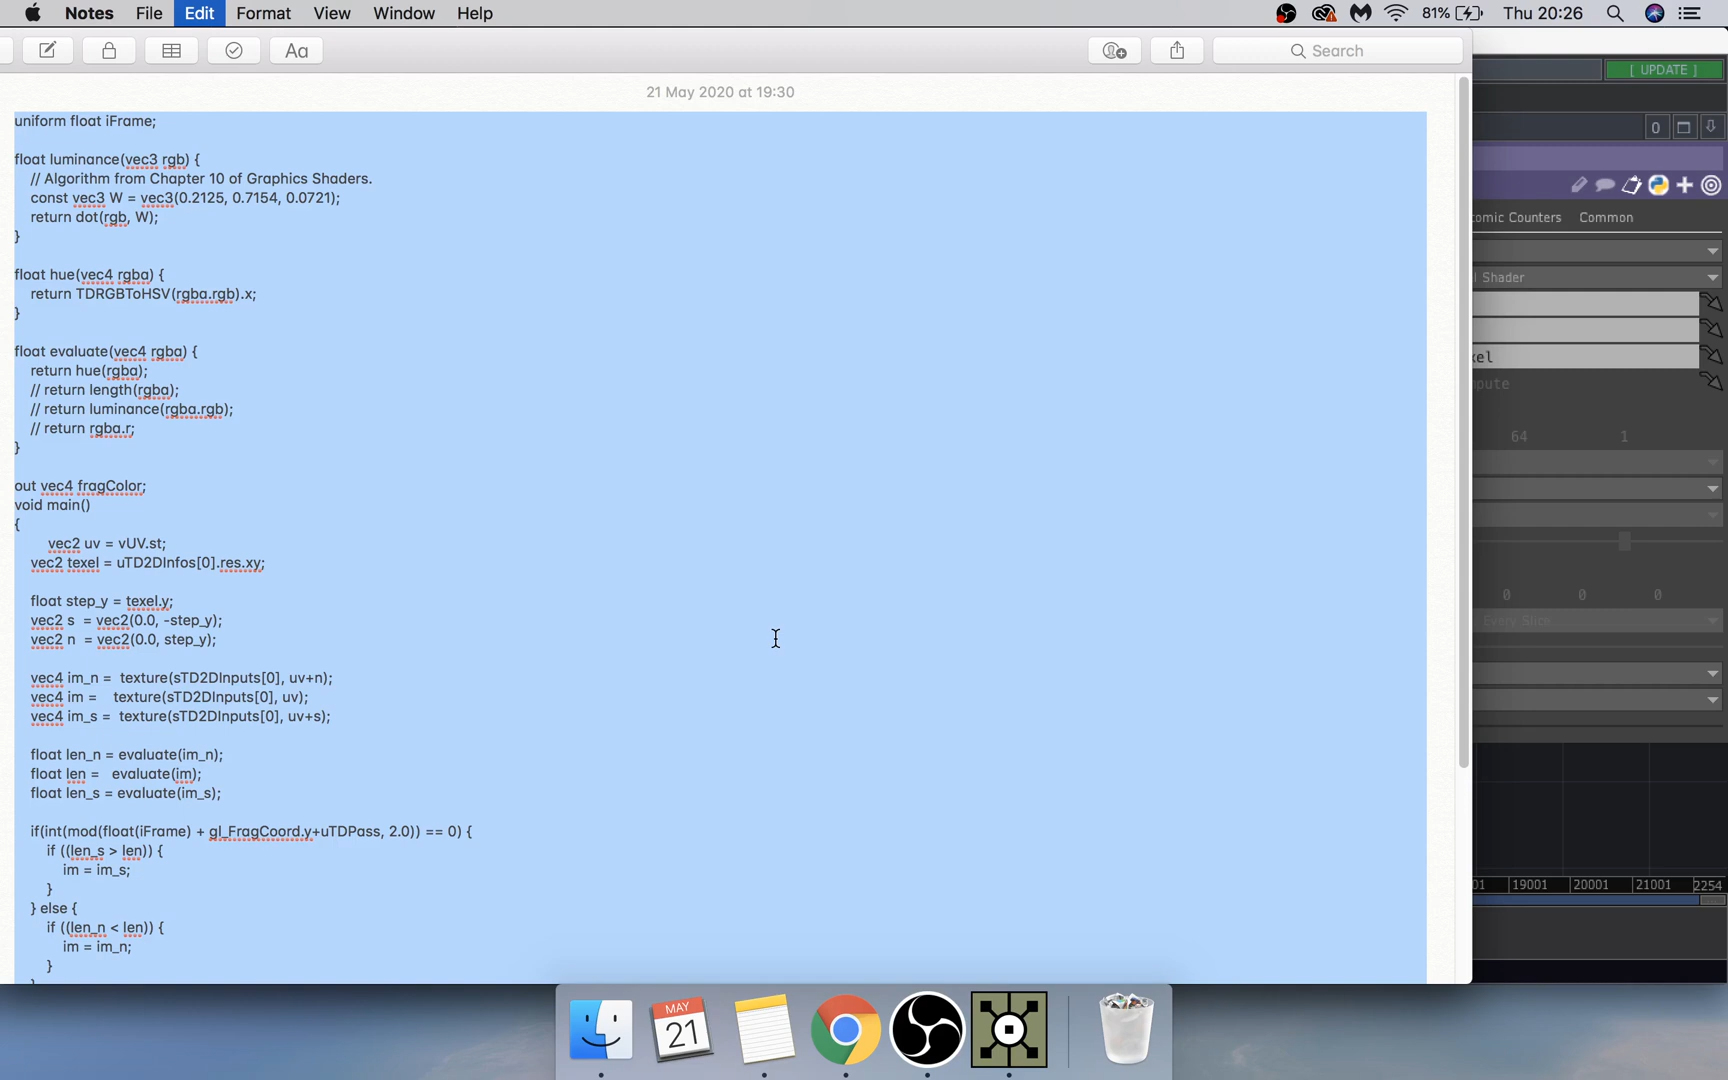 Notes File Edit Format View Window Help 81% Thu 20:26
Aa Search
21 May 2020 at 19:30
uniform float iFrame;
float luminance(vec3 rgb) {
// Algorithm from Chapter 10 of Graphics Shaders.
const vec3 W = vec3(0.2125, 0.7154, 0.0721);
return dot(rgb, W);
}
float hue(vec4 rgba) {
return TDRGBToHSV(rgba.rgb).x;
}
float evaluate(vec4 rgba) {
return hue(rgba);
// return length(rgba);
// return luminance(rgba.rgb);
// return rgba.r;
}
out vec4 fragColor;
void main()
{
vec2 uv = vUV.st;
vec2 texel = uTD2DInfos[0].res.xy;
float step_y = texel.y;
vec2 s = vec2(0.0, -step_y);
vec2 n = vec2(0.0, step_y);
vec4 im_n = texture(sTD2DInputs[0], uv+n);
vec4 im = texture(sTD2DInputs[0], uv);
vec4 im_s = texture(sTD2DInputs[0], uv+s);
float len_n = evaluate(im_n);
float len = evaluate(im);
float len_s = evaluate(im_s);
if(int(mod(float(iFrame) + gl_FragCoord.y+uTDPass, 2.0)) == 0) {
if ((len_s > len)) {
im = im_s;
}
} else {
if ((len_n < len)) {
im = im_n;
}
[ UPDATE ]
0
omic Counters Common
l Shader
xel
pute
64 1
0 0 0
Every Slice
01 19001 20001 21001 2254
MAY
21